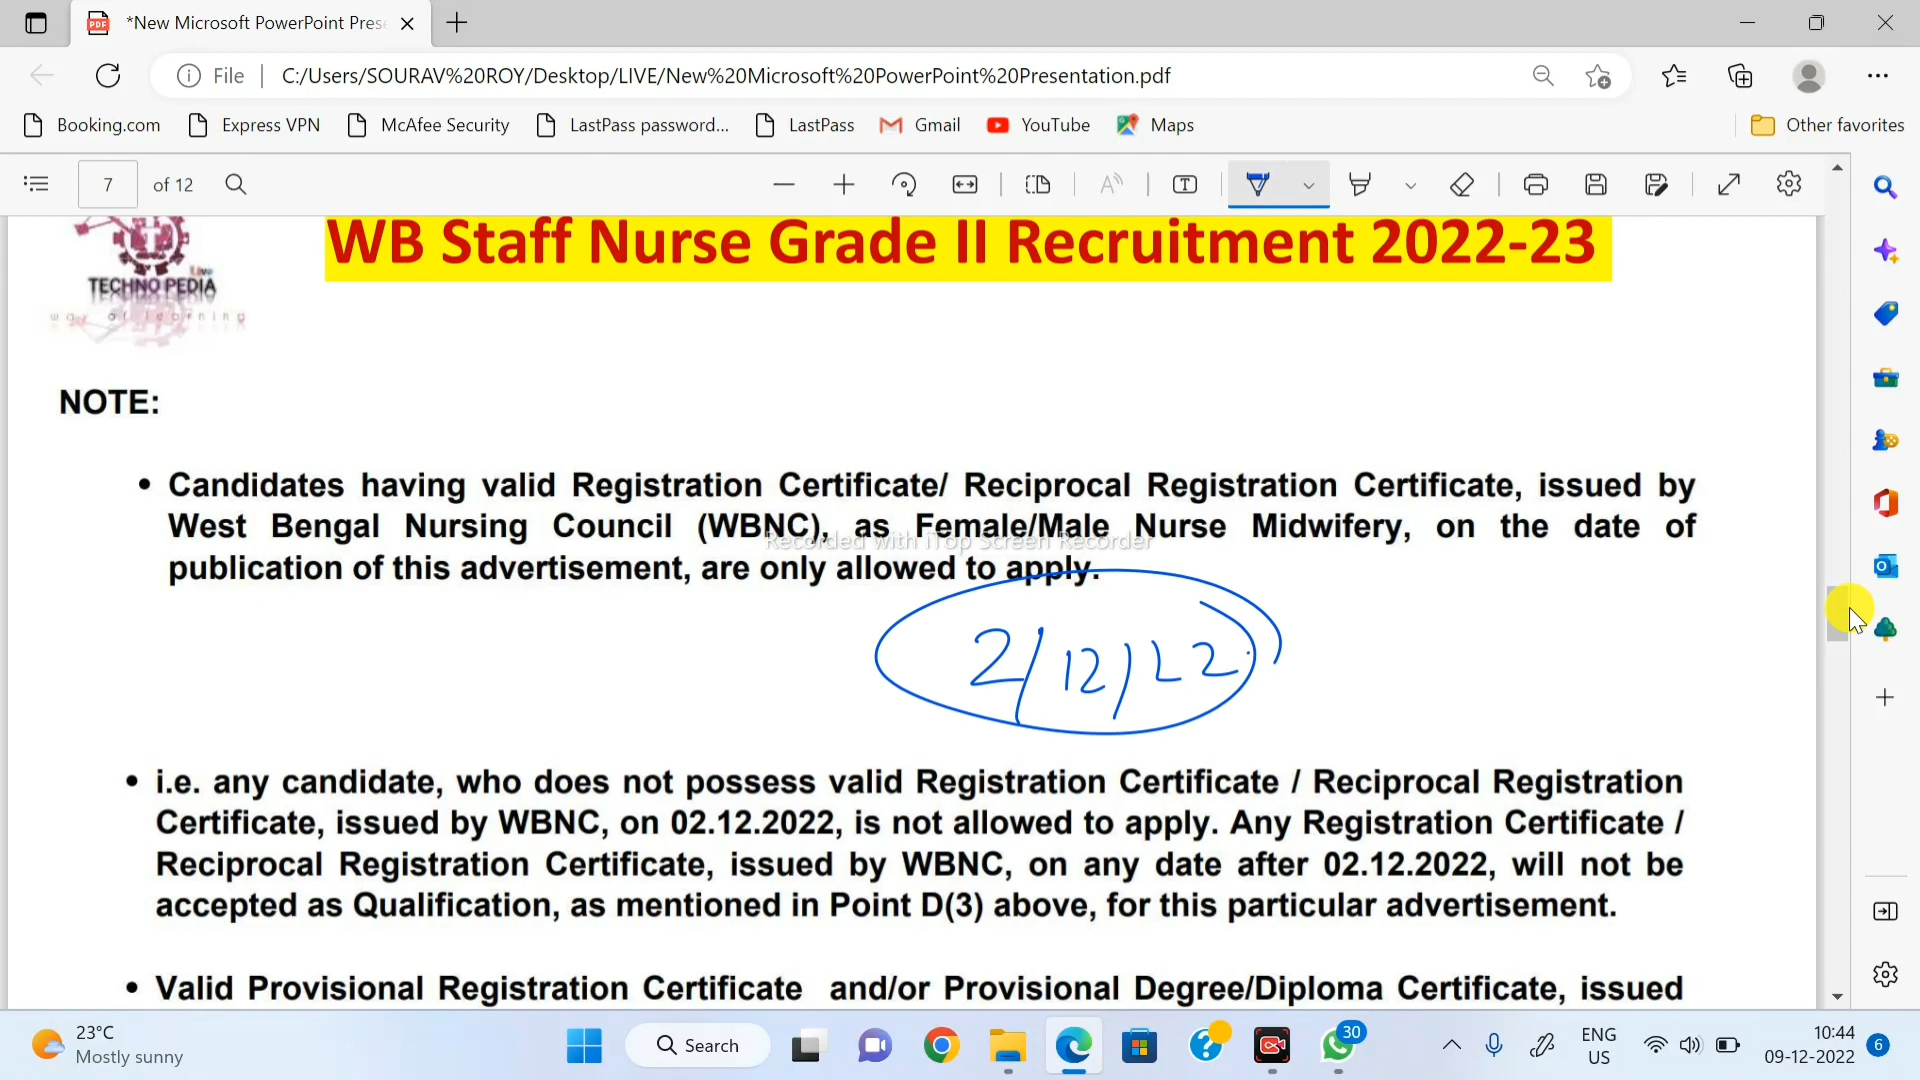 *New Microsoft PowerPoint Pres
File
C:/Users/SOURAV%20ROY/Desktop/LIVE/New%20Microsoft%20PowerPoint%20Presentation.pdf
Booking.com
Express VPN
McAfee Security
LastPass password...
LastPass
Gmail
YouTube
Maps
Other favorites
7 of 12
WB Staff Nurse Grade II Recruitment 2022-23
Live
TECHNO PEDIA
way of learning
NOTE:
• Candidates having valid Registration Certificate/ Reciprocal Registration Certificate, issued by
West Bengal Nursing Council (WBNC), as Female/Male Nurse Midwifery, on the date of
Recorded with iTop Screen Recorder
publication of this advertisement, are only allowed to apply.
2/12/22
• i.e. any candidate, who does not possess valid Registration Certificate / Reciprocal Registration
Certificate, issued by WBNC, on 02.12.2022, is not allowed to apply. Any Registration Certificate /
Reciprocal Registration Certificate, issued by WBNC, on any date after 02.12.2022, will not be
accepted as Qualification, as mentioned in Point D(3) above, for this particular advertisement.
• Valid Provisional Registration Certificate and/or Provisional Degree/Diploma Certificate, issued
23°C
Mostly sunny
Search
30
ENG
US
10:44
09-12-2022
6